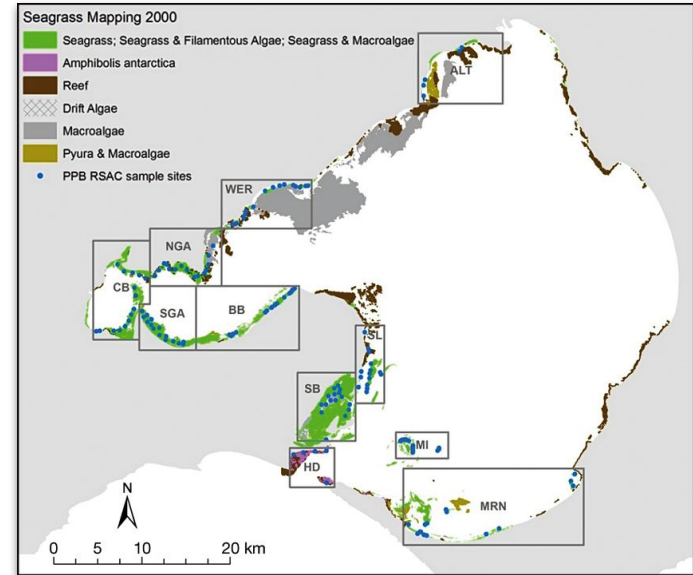 Seagrass Mapping 2000
Seagrass; Seagrass & Filamentous Algae; Seagrass & Macroalgae
Amphibolis antarctica
Reef
Drift Algae
Macroalgae
Pyura & Macroalgae
PPB RSAC sample sites
ALT
WER
NGA
CB
SGA
BB
SL
SB
MI
HD
MRN
N
0 5 10 20 km